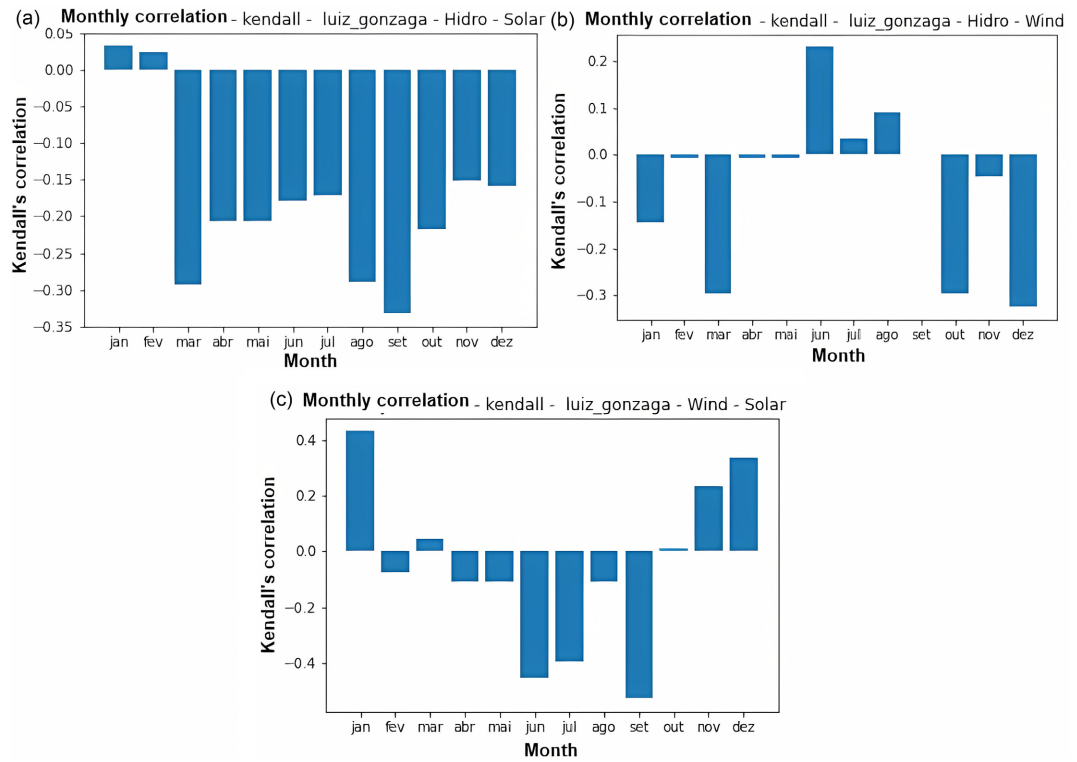 (a) Monthly correlation - kendall - luiz_gonzaga - Hidro - Solar
0.05
0.00
−0.05
−0.10
−0.15
−0.20
−0.25
−0.30
−0.35
Kendall's correlation
jan fev mar abr mai jun jul ago set out nov dez
Month
(b) Monthly correlation - kendall - luiz_gonzaga - Hidro - Wind
0.2
0.1
0.0
−0.1
−0.2
−0.3
Kendall's correlation
jan fev mar abr mai jun jul ago set out nov dez
Month
(c) Monthly correlation - kendall - luiz_gonzaga - Wind - Solar
0.4
0.2
0.0
−0.2
−0.4
Kendall's correlation
jan fev mar abr mai jun jul ago set out nov dez
Month